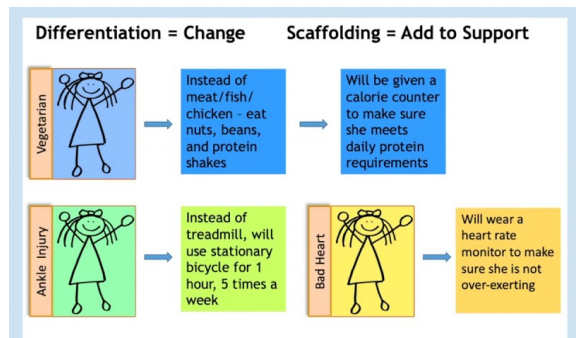 Differentiation = Change
Scaffolding = Add to Support
Vegetarian
Instead of
meat/fish/
chicken - eat
nuts, beans,
and protein
shakes
Will be given a
calorie counter
to make sure
she meets
daily protein
requirements
Ankle Injury
Instead of
treadmill, will
use stationary
bicycle for 1
hour, 5 times a
week
Bad Heart
Will wear a
heart rate
monitor to make
sure she is not
over-exerting